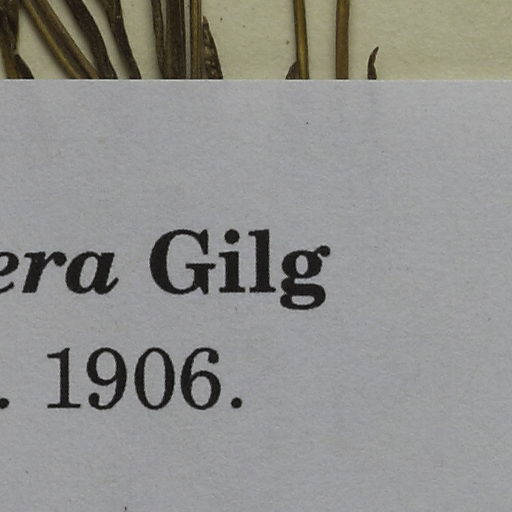 era Gilg
. 1906.